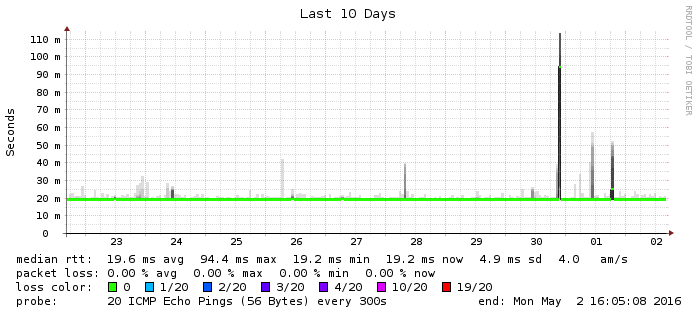 Last 10 Days
RRDTOOL / TOBI OETIKER
Seconds
110 m
100 m
90 m
80 m
70 m
60 m
50 m
40 m
30 m
20 m
10 m
0
23 24 25 26 27 28 29 30 01 02
median rtt: 19.6 ms avg 94.4 ms max 19.2 ms min 19.2 ms now 4.9 ms sd 4.0 am/s
packet loss: 0.00 % avg 0.00 % max 0.00 % min 0.00 % now
loss color: 0 1/20 2/20 3/20 4/20 10/20 19/20
probe: 20 ICMP Echo Pings (56 Bytes) every 300s end: Mon May 2 16:05:08 2016